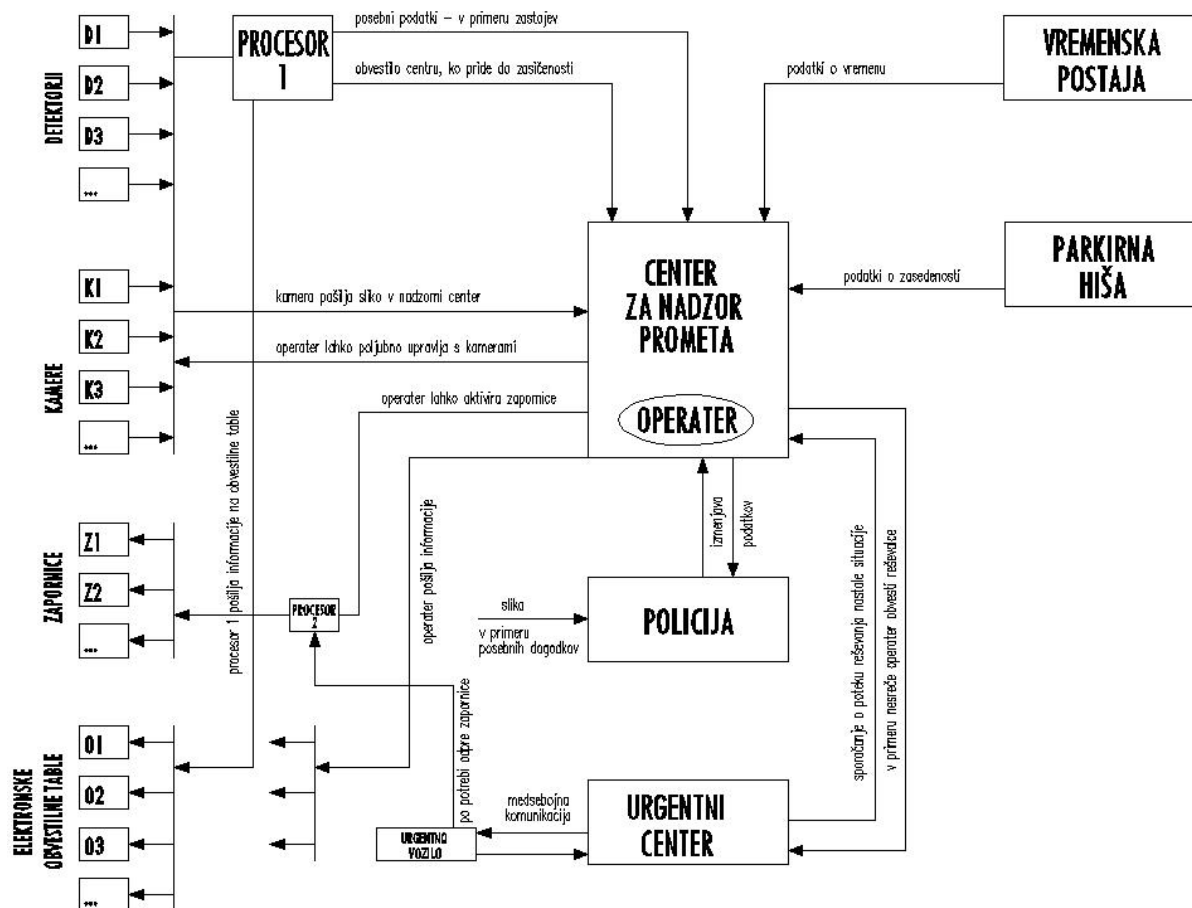 DETEKTORJI
D1
D2
D3
...
PROCESOR
1
posebni podatki – v primeru zastojev
obvestilo centru, ko pride do zasičenosti
podatki o vremenu
VREMENSKA
POSTAJA
KAMERE
K1
K2
K3
...
kamera pošilja sliko v nadzorni center
operater lahko poljubno upravlja s kamerami
operater lahko aktivira zapornice
CENTER
ZA NADZOR
PROMETA
OPERATER
podatki o zasedenosti
PARKIRNA
HIŠA
ZAPORNICE
Z1
Z2
...
procesor 1 pošilja informacije na obvestilne table
PROCESOR
2
operater pošilja informacije
izmenjava
podatkov
slika
v primeru
posebnih dogodkov
POLICIJA
sporočanje o poteku reševanja nastale situacije
v primeru nesreče operater obvesti reševalce
ELEKTRONSKE
OBVESTILNE TABLE
O1
O2
O3
...
po potrebi odpre zapornice
medsebojna
komunikacija
URGENTNO
VOZILO
URGENTNI
CENTER